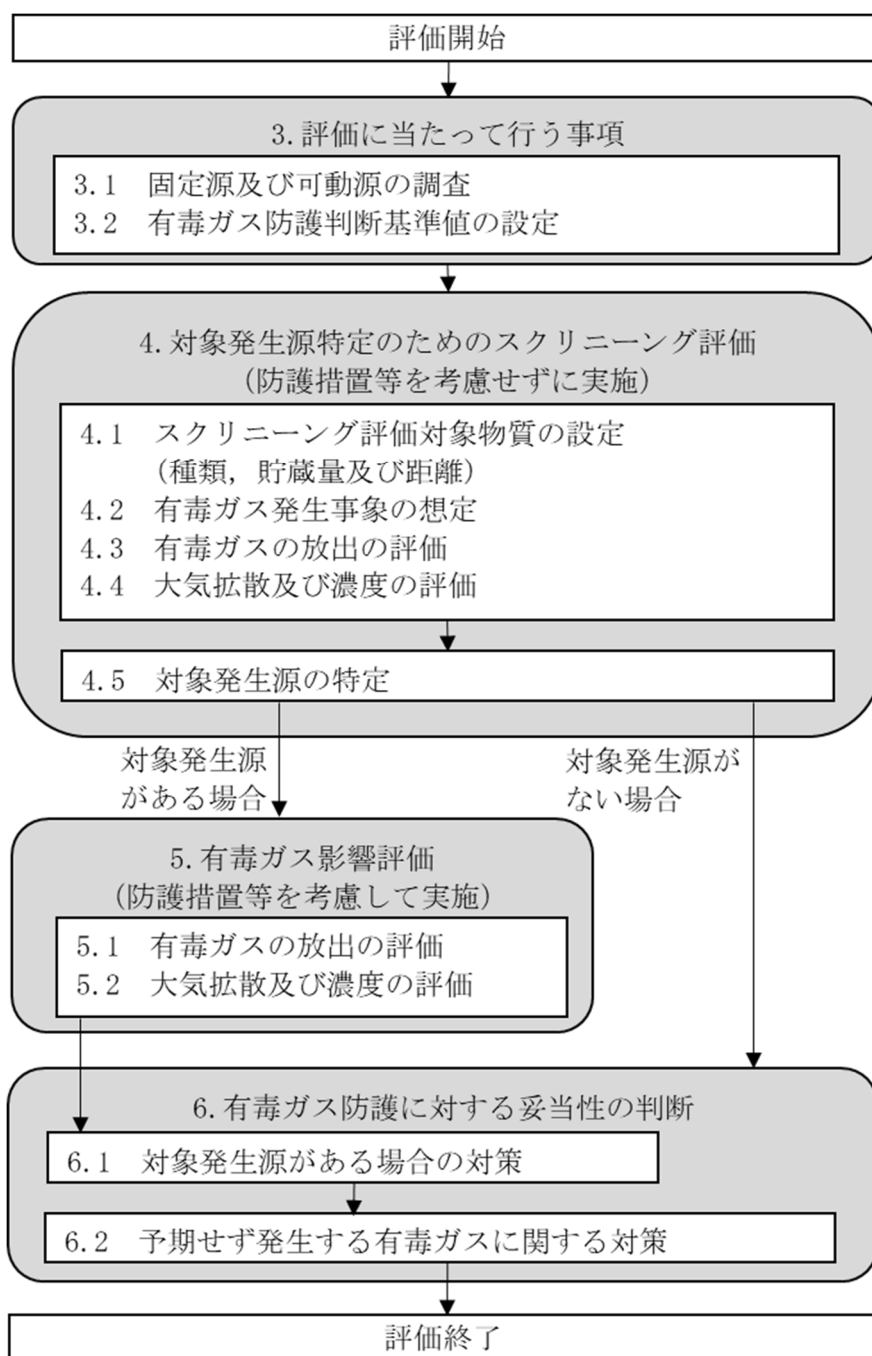 評価開始
3.評価に当たって行う事項
3.1 固定源及び可動源の調査
3.2 有毒ガス防護判断基準値の設定
4.対象発生源特定のためのスクリーニング評価
(防護措置等を考慮せずに実施)
4.1 スクリーニング評価対象物質の設定
(種類，貯蔵量及び距離)
4.2 有毒ガス発生事象の想定
4.3 有毒ガスの放出の評価
4.4 大気拡散及び濃度の評価
4.5 対象発生源の特定
対象発生源
がある場合
対象発生源が
ない場合
5.有毒ガス影響評価
(防護措置等を考慮して実施)
5.1 有毒ガスの放出の評価
5.2 大気拡散及び濃度の評価
6.有毒ガス防護に対する妥当性の判断
6.1 対象発生源がある場合の対策
6.2 予期せず発生する有毒ガスに関する対策
評価終了